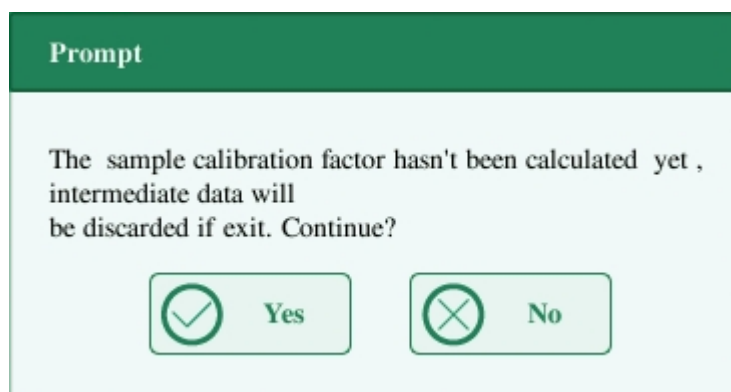 Prompt
The  sample calibration factor hasn't been calculated  yet ,
intermediate data will
be discarded if exit. Continue?
Yes No